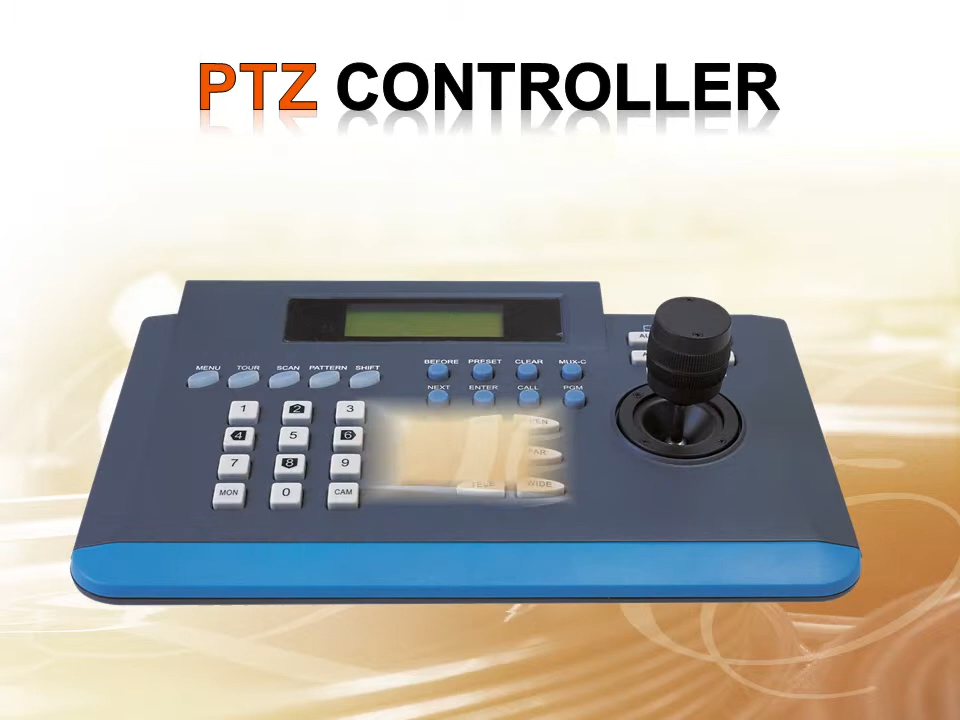 PTZ CONTROLLER
BEFORE PRESET CLEAR MUX-C
MENU TOUR SCAN PATTERN SHIFT
NEXT ENTER CALL PGM
1 2 3
4 5 6
7 8 9
MON 0 CAM
TELE WIDE